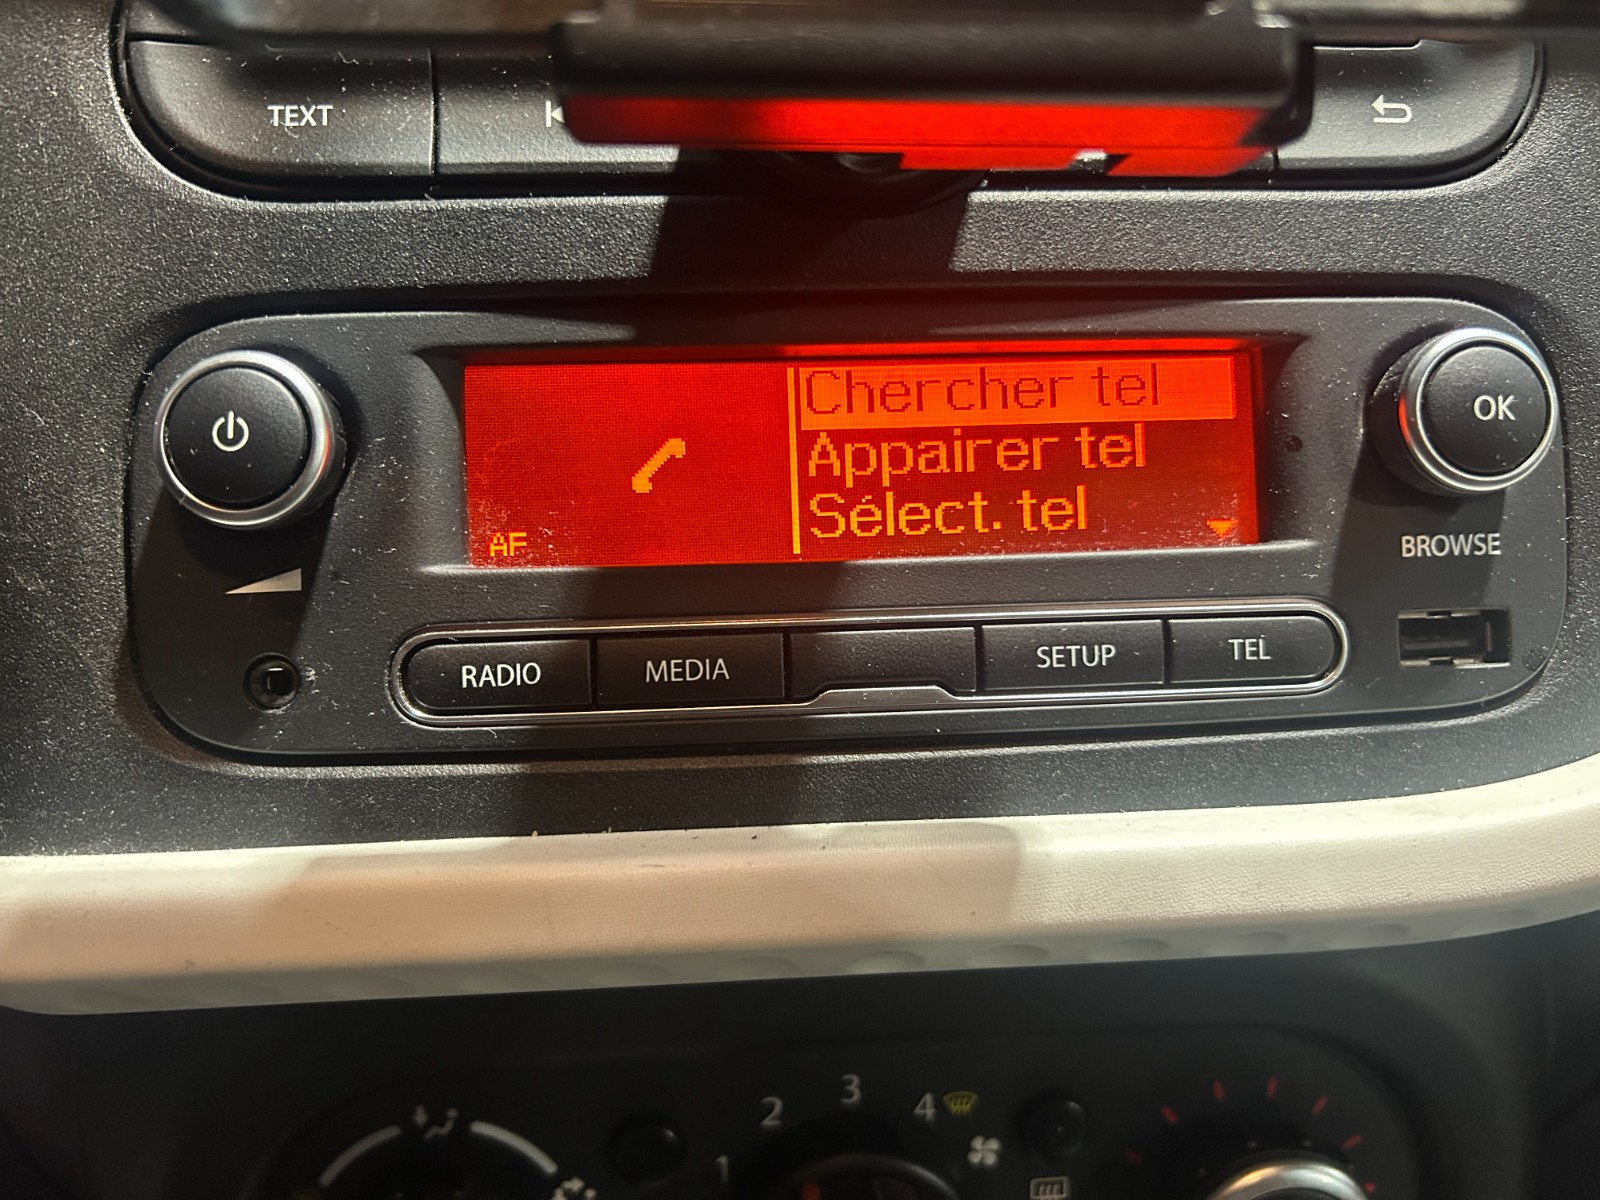 TEXT
Chercher tel
Appairer tel
Sélect. tel
AF
OK
BROWSE
RADIO
MEDIA
SETUP
TEL
1
2
3
4